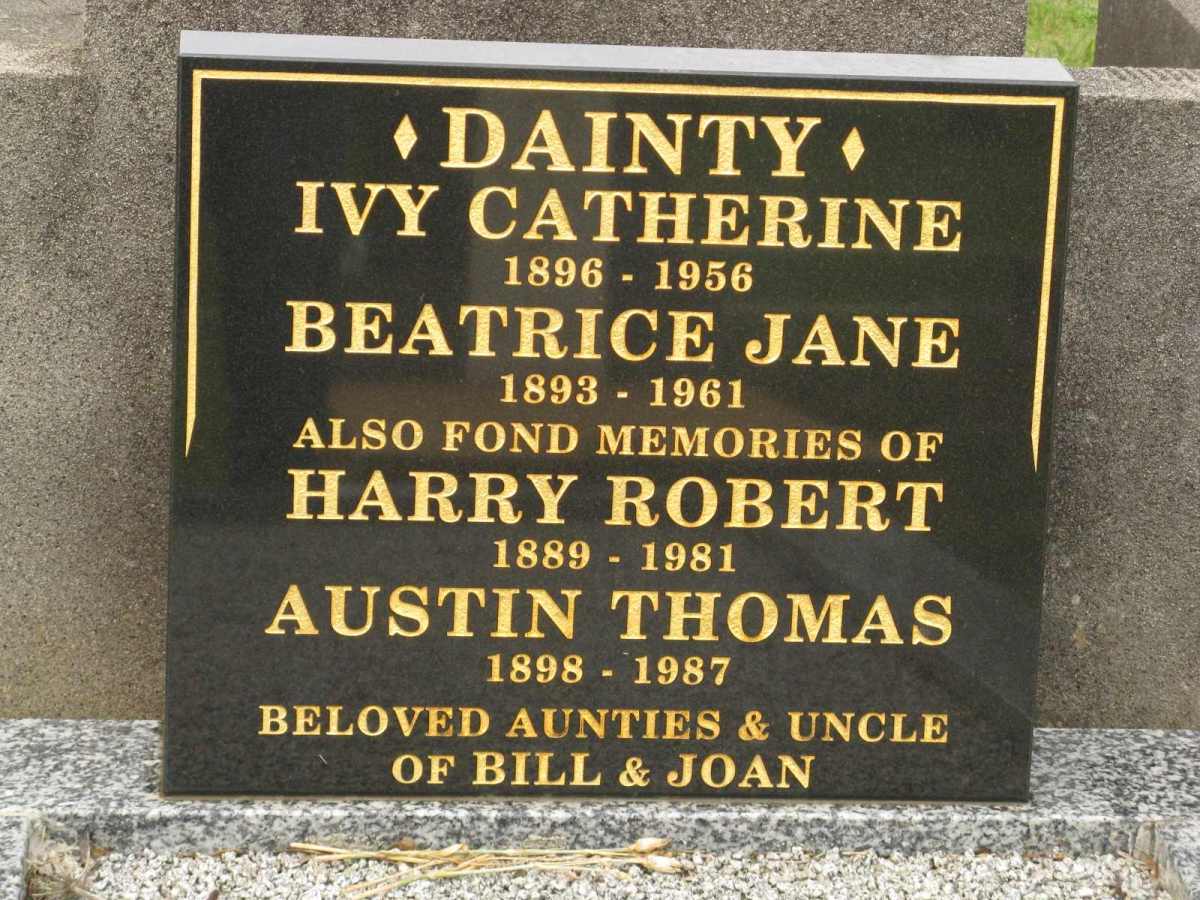 DAINTY
IVY CATHERINE
1896 - 1956
BEATRICE JANE
1893 - 1961
ALSO FOND MEMORIES OF
HARRY ROBERT
1889 - 1981
AUSTIN THOMAS
1898 - 1987
BELOVED AUNTIES & UNCLE
OF BILL & JOAN